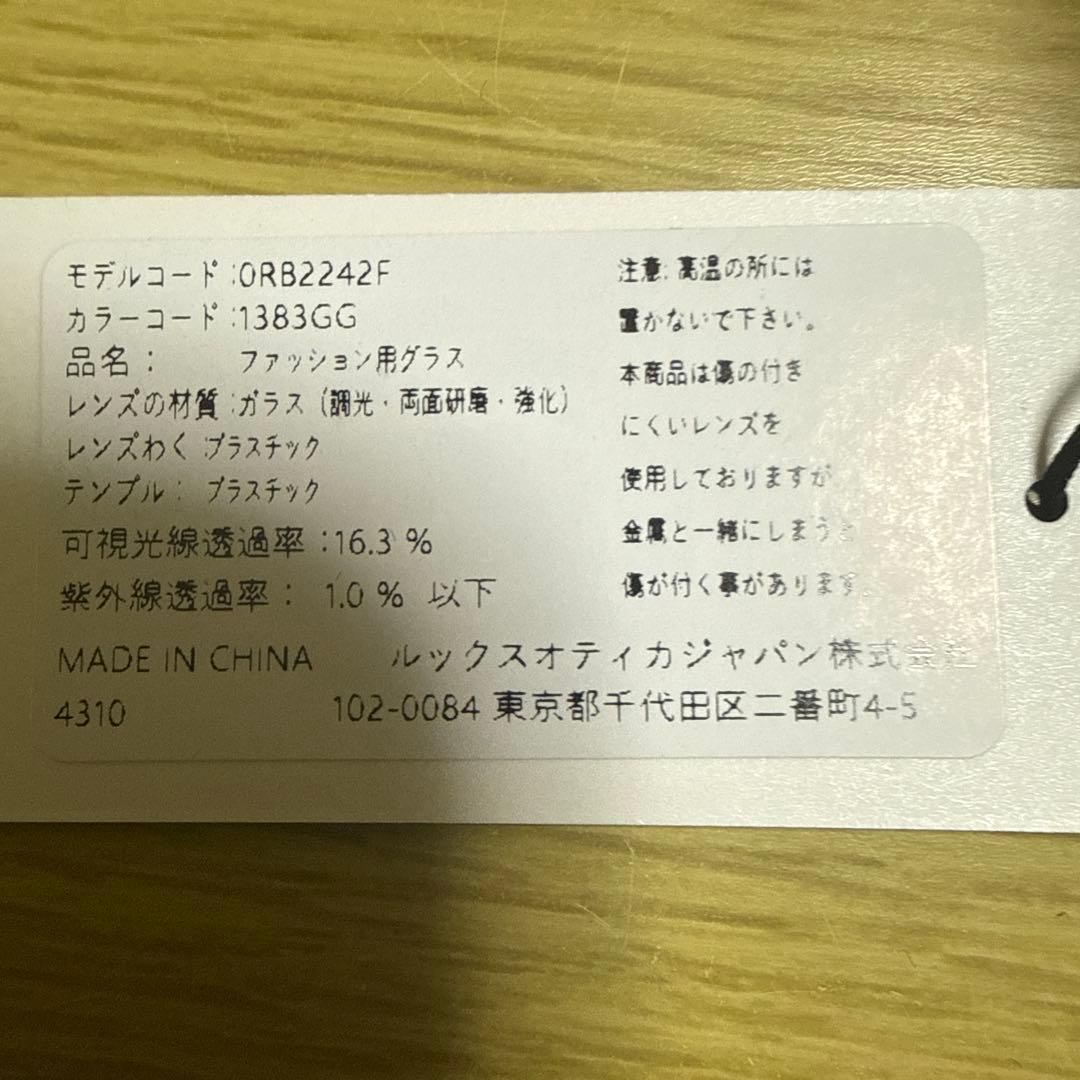 モデルコード :0RB2242F
カラーコード :1383GG
品名： ファッション用グラス
レンズの材質 :ガラス（調光・両面研磨・強化）
レンズわく :プラスチック
テンプル： プラスチック
可視光線透過率 :16.3 %
紫外線透過率： 1.0 % 以下
MADE IN CHINA ルックスオティカジャパン株式会社
4310 102-0084 東京都千代田区二番町4-5
注意: 高温の所には
置かないで下さい。
本商品は傷の付き
にくいレンズを
使用しておりますが
金属と一緒にしまうと
傷が付く事があります